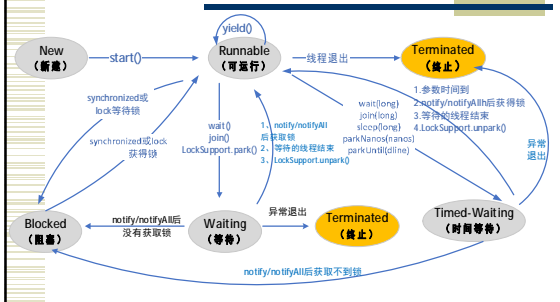 yield()
New
（新建）
start()
Runnable
（可运行）
线程退出
Terminated
（终止）
synchronized或
lock等待锁
synchronized或lock
获得锁
wait()
join()
LockSupport.park()
1、notify/notifyAll
后获取锁
2、等待的线程结束
3、LockSupport.unpark()
wait(long)
join(long)
sleep(long)
parkNanos(nanos)
parkUntil(dline)
1.参数时间到
2.notify/notifyAllh后获得锁
3.等待的线程结束
4.LockSupport.unpark()
异常
退出
Blocked
（阻塞）
notify/notifyAll后
没有获取锁
Waiting
（等待）
异常退出
Terminated
（终止）
Timed-Waiting
（时间等待）
notify/notifyAll后获取不到锁